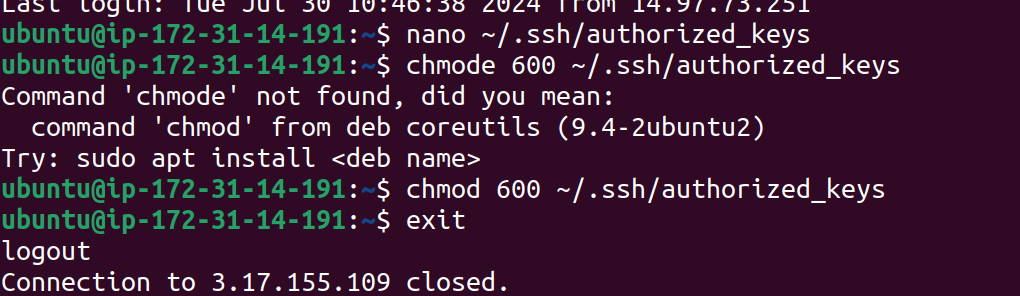 Last login: Tue Jul 30 10:46:38 2024 from 14.97.73.251
ubuntu@ip-172-31-14-191:~$ nano ~/.ssh/authorized_keys
ubuntu@ip-172-31-14-191:~$ chmode 600 ~/.ssh/authorized_keys
Command 'chmode' not found, did you mean:
  command 'chmod' from deb coreutils (9.4-2ubuntu2)
Try: sudo apt install <deb name>
ubuntu@ip-172-31-14-191:~$ chmod 600 ~/.ssh/authorized_keys
ubuntu@ip-172-31-14-191:~$ exit
logout
Connection to 3.17.155.109 closed.